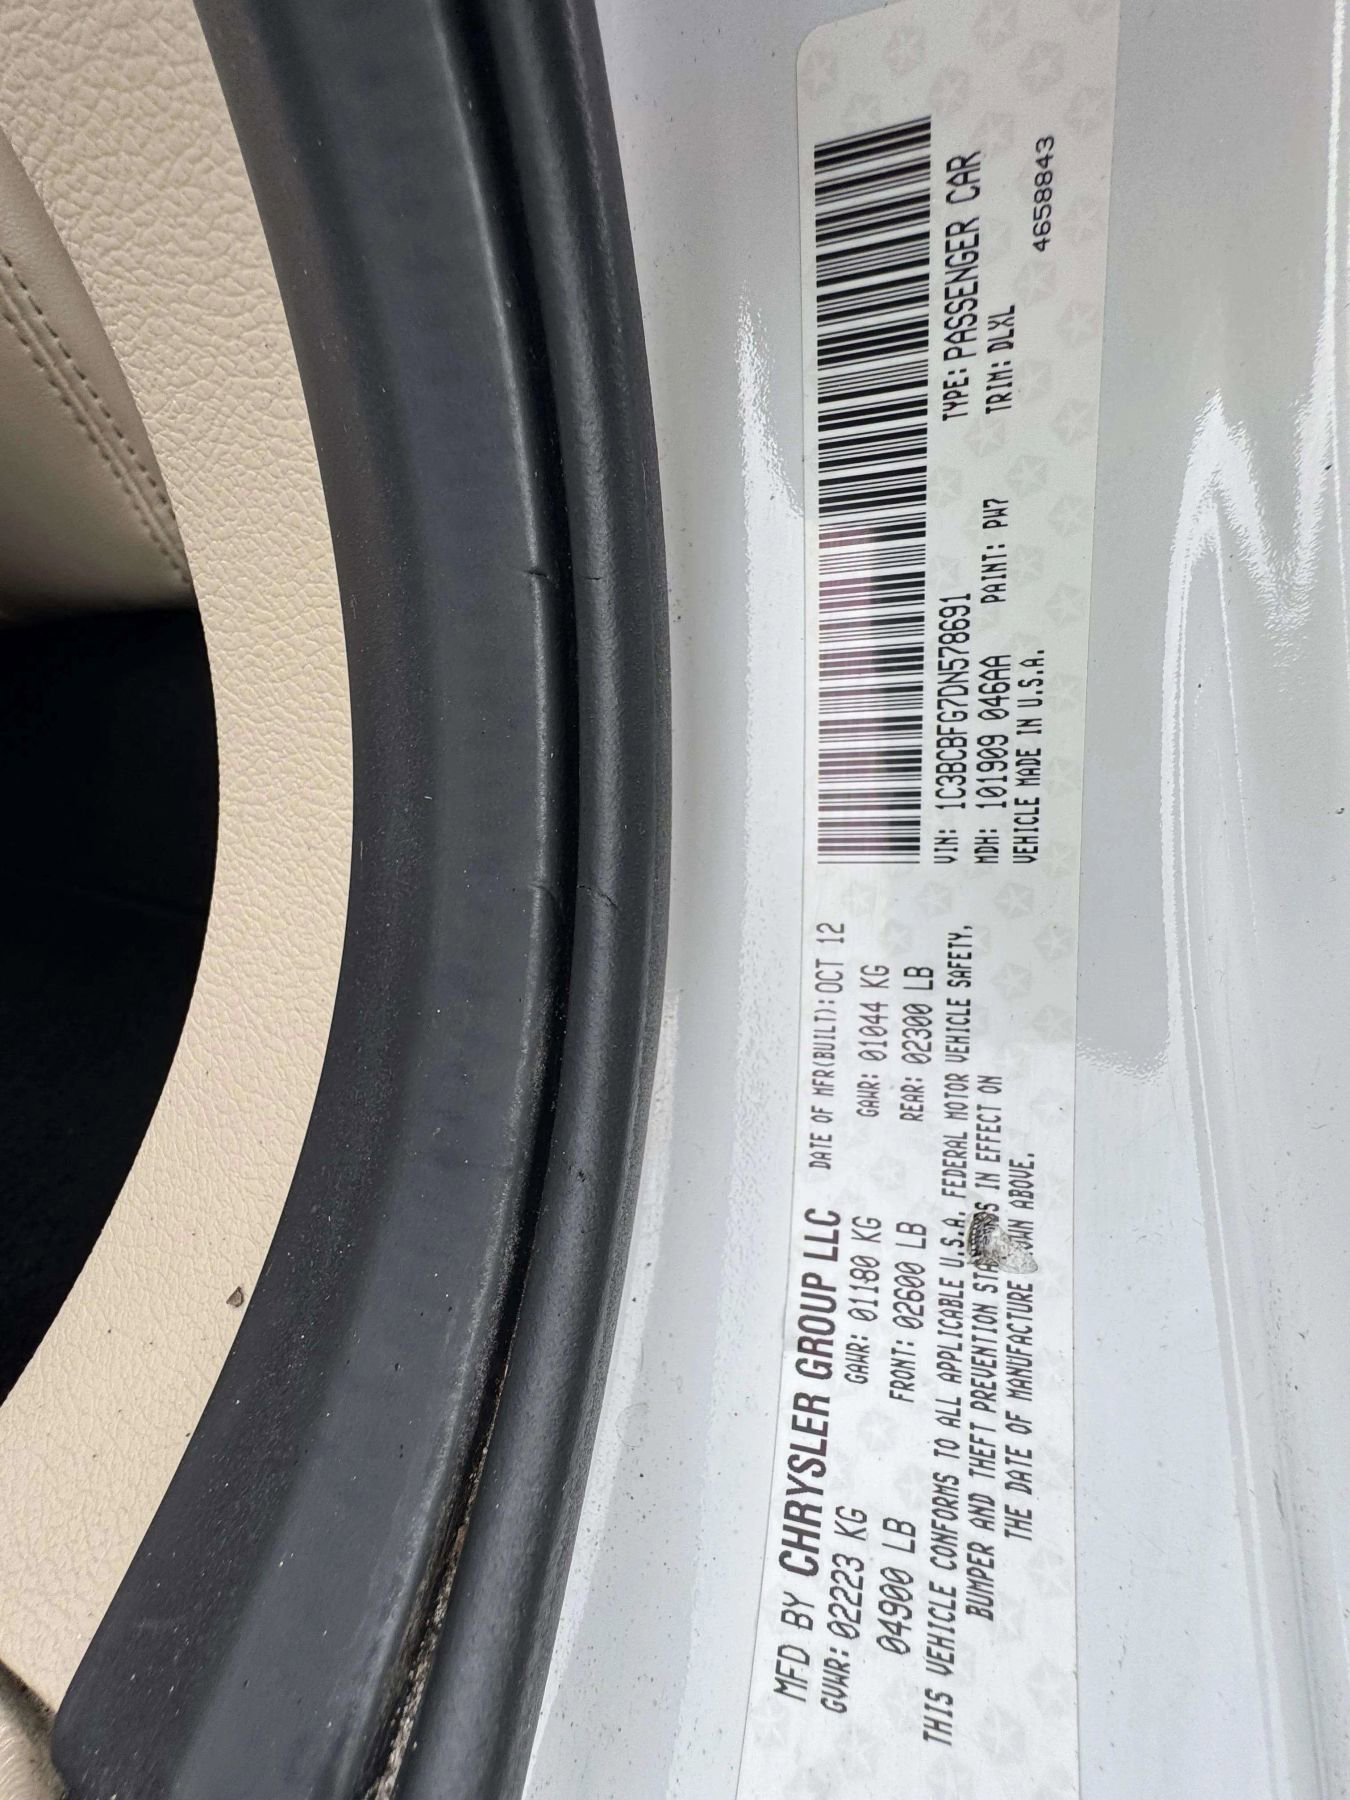 MFD BY CHRYSLER GROUP LLC DATE OF MFR(BUILT):OCT 12
GVWR: 02223 KG GAWR: 01180 KG GAWR: 01044 KG
04900 LB FRONT: 02600 LB REAR: 02300 LB
THIS VEHICLE CONFORMS TO ALL APPLICABLE U.S.A. FEDERAL MOTOR VEHICLE SAFETY,
BUMPER AND THEFT PREVENTION IN EFFECT ON
THE DATE OF MANUFACTURE ABOVE.
VIN: 1C3BCBFG7DN578691 TYPE: PASSENGER CAR
MDH: 101909 046AA PAINT: PW7 TRIM: DLXL
VEHICLE MADE IN U.S.A.
4658843